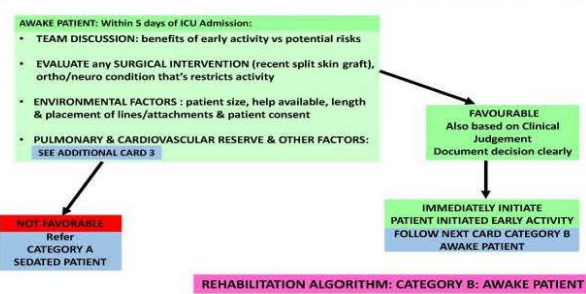 AWAKE PATIENT: Within 5 days of ICU Admission:
• TEAM DISCUSSION: benefits of early activity vs potential risks
• EVALUATE any SURGICAL INTERVENTION (recent split skin graft),
ortho/neuro condition that's restricts activity
• ENVIRONMENTAL FACTORS : patient size, help available, length
& placement of lines/attachments & patient consent
• PULMONARY & CARDIOVASCULAR RESERVE & OTHER FACTORS:
SEE ADDITIONAL CARD 3
FAVOURABLE
Also based on Clinical
Judgement
Document decision clearly
NOT FAVORABLE
Refer
CATEGORY A
SEDATED PATIENT
IMMEDIATELY INITIATE
PATIENT INITIATED EARLY ACTIVITY
FOLLOW NEXT CARD CATEGORY B
AWAKE PATIENT
REHABILITATION ALGORITHM: CATEGORY B: AWAKE PATIENT